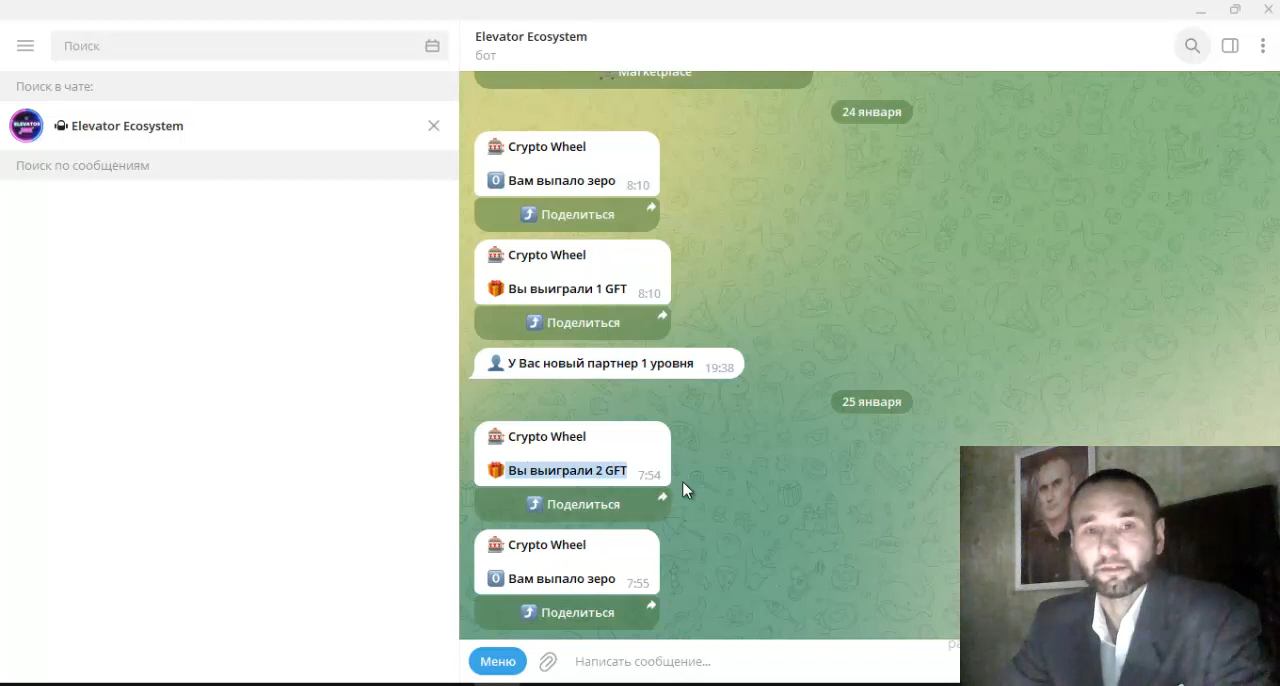 Поиск
Поиск в чате:
Elevator Ecosystem
Поиск по сообщениям
Elevator Ecosystem
бот
Marketplace
24 января
Crypto Wheel
0 Вам выпало зеро 8:10
Поделиться
Crypto Wheel
Вы выиграли 1 GFT 8:10
Поделиться
У Вас новый партнер 1 уровня 19:38
25 января
Crypto Wheel
Вы выиграли 2 GFT 7:54
Поделиться
Crypto Wheel
0 Вам выпало зеро 7:55
Поделиться
Меню
Написать сообщение...